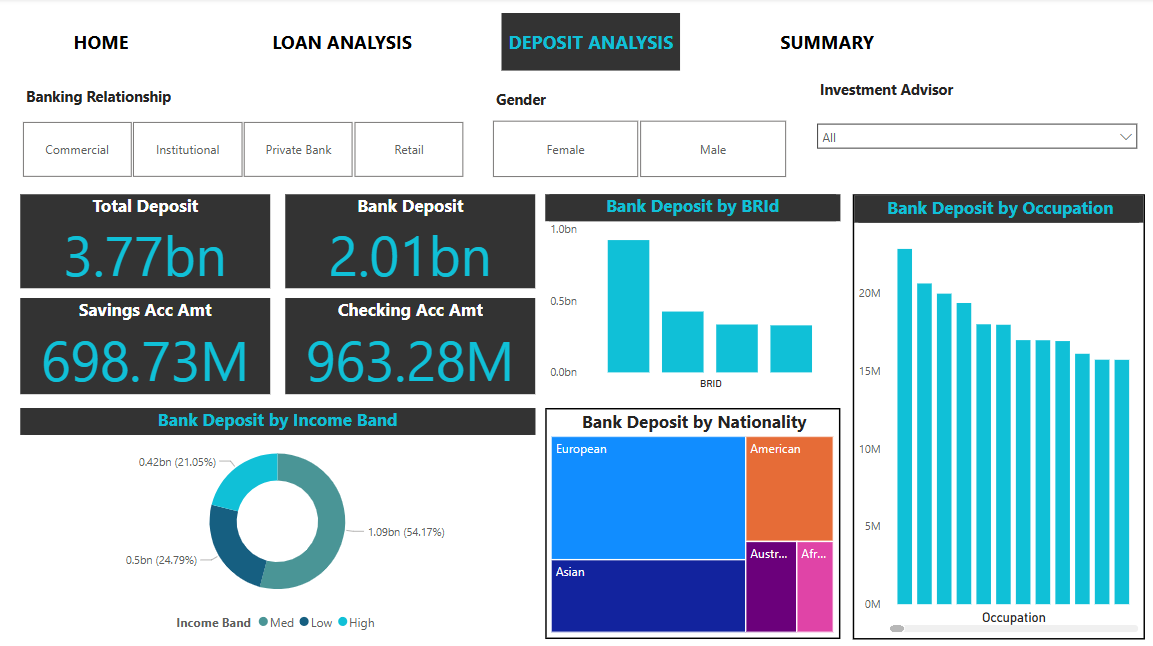 HOME
LOAN ANALYSIS
DEPOSIT ANALYSIS
SUMMARY
Banking Relationship
Gender
Investment Advisor
Commercial
Institutional
Private Bank
Retail
Female
Male
All
Total Deposit
3.77bn
Bank Deposit
2.01bn
Savings Acc Amt
698.73M
Checking Acc Amt
963.28M
Bank Deposit by BRId
1.0bn
0.5bn
0.0bn
BRID
Bank Deposit by Occupation
20M
15M
10M
5M
0M
Occupation
Bank Deposit by Income Band
0.42bn (21.05%)
1.09bn (54.17%)
0.5bn (24.79%)
Income Band Med Low High
Bank Deposit by Nationality
European
American
Asian
Austr...
Afr...